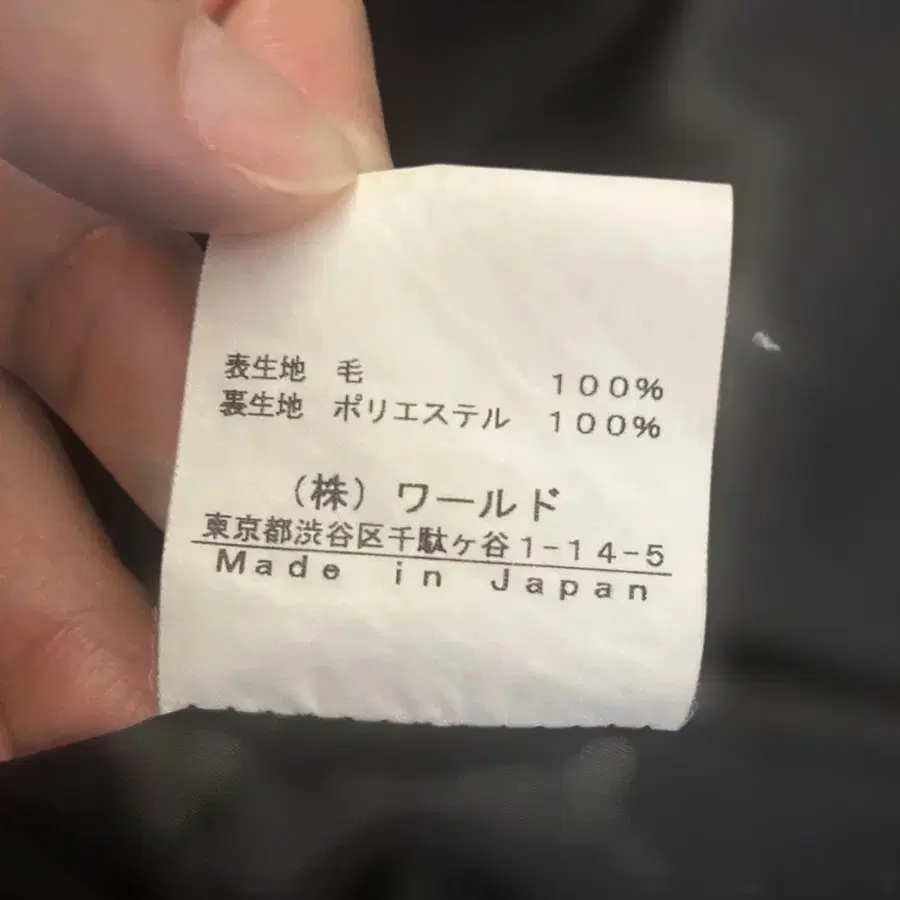 表生地 毛 100%
裏生地 ポリエステル 100%
(株)ワールド
東京都渋谷区千駄ヶ谷1-14-5
Made in Japan